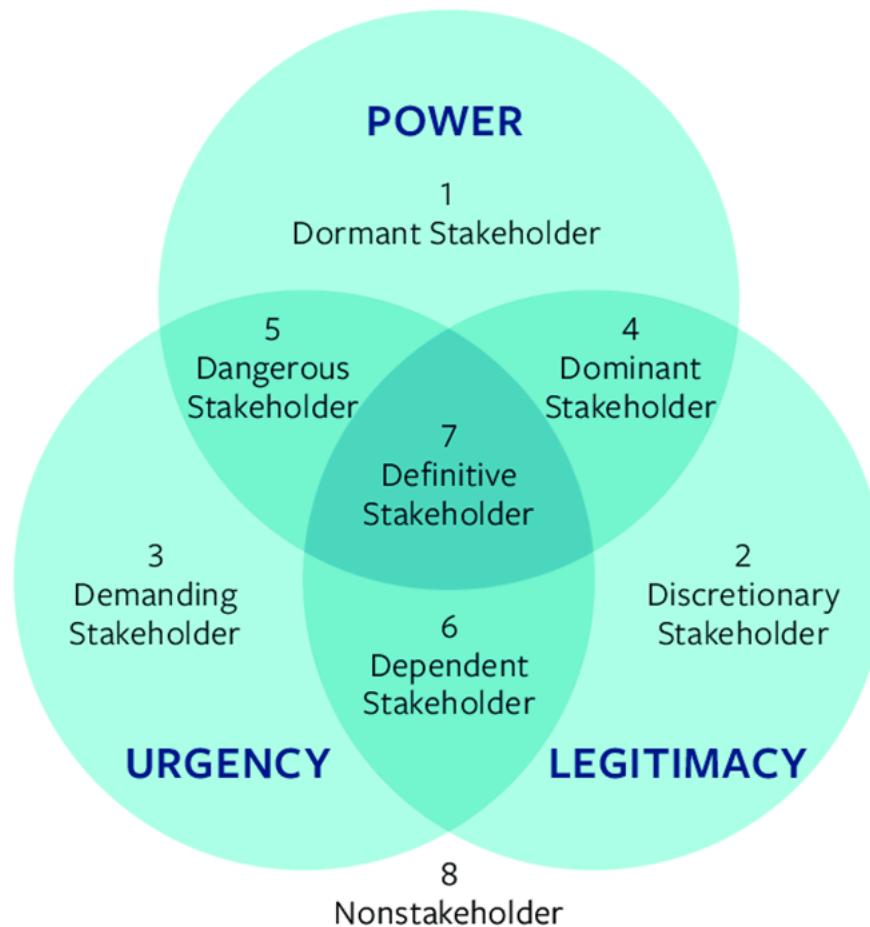 POWER
1
Dormant Stakeholder
5
Dangerous
Stakeholder
4
Dominant
Stakeholder
7
Definitive
Stakeholder
3
Demanding
Stakeholder
2
Discretionary
Stakeholder
6
Dependent
Stakeholder
URGENCY
LEGITIMACY
8
Nonstakeholder